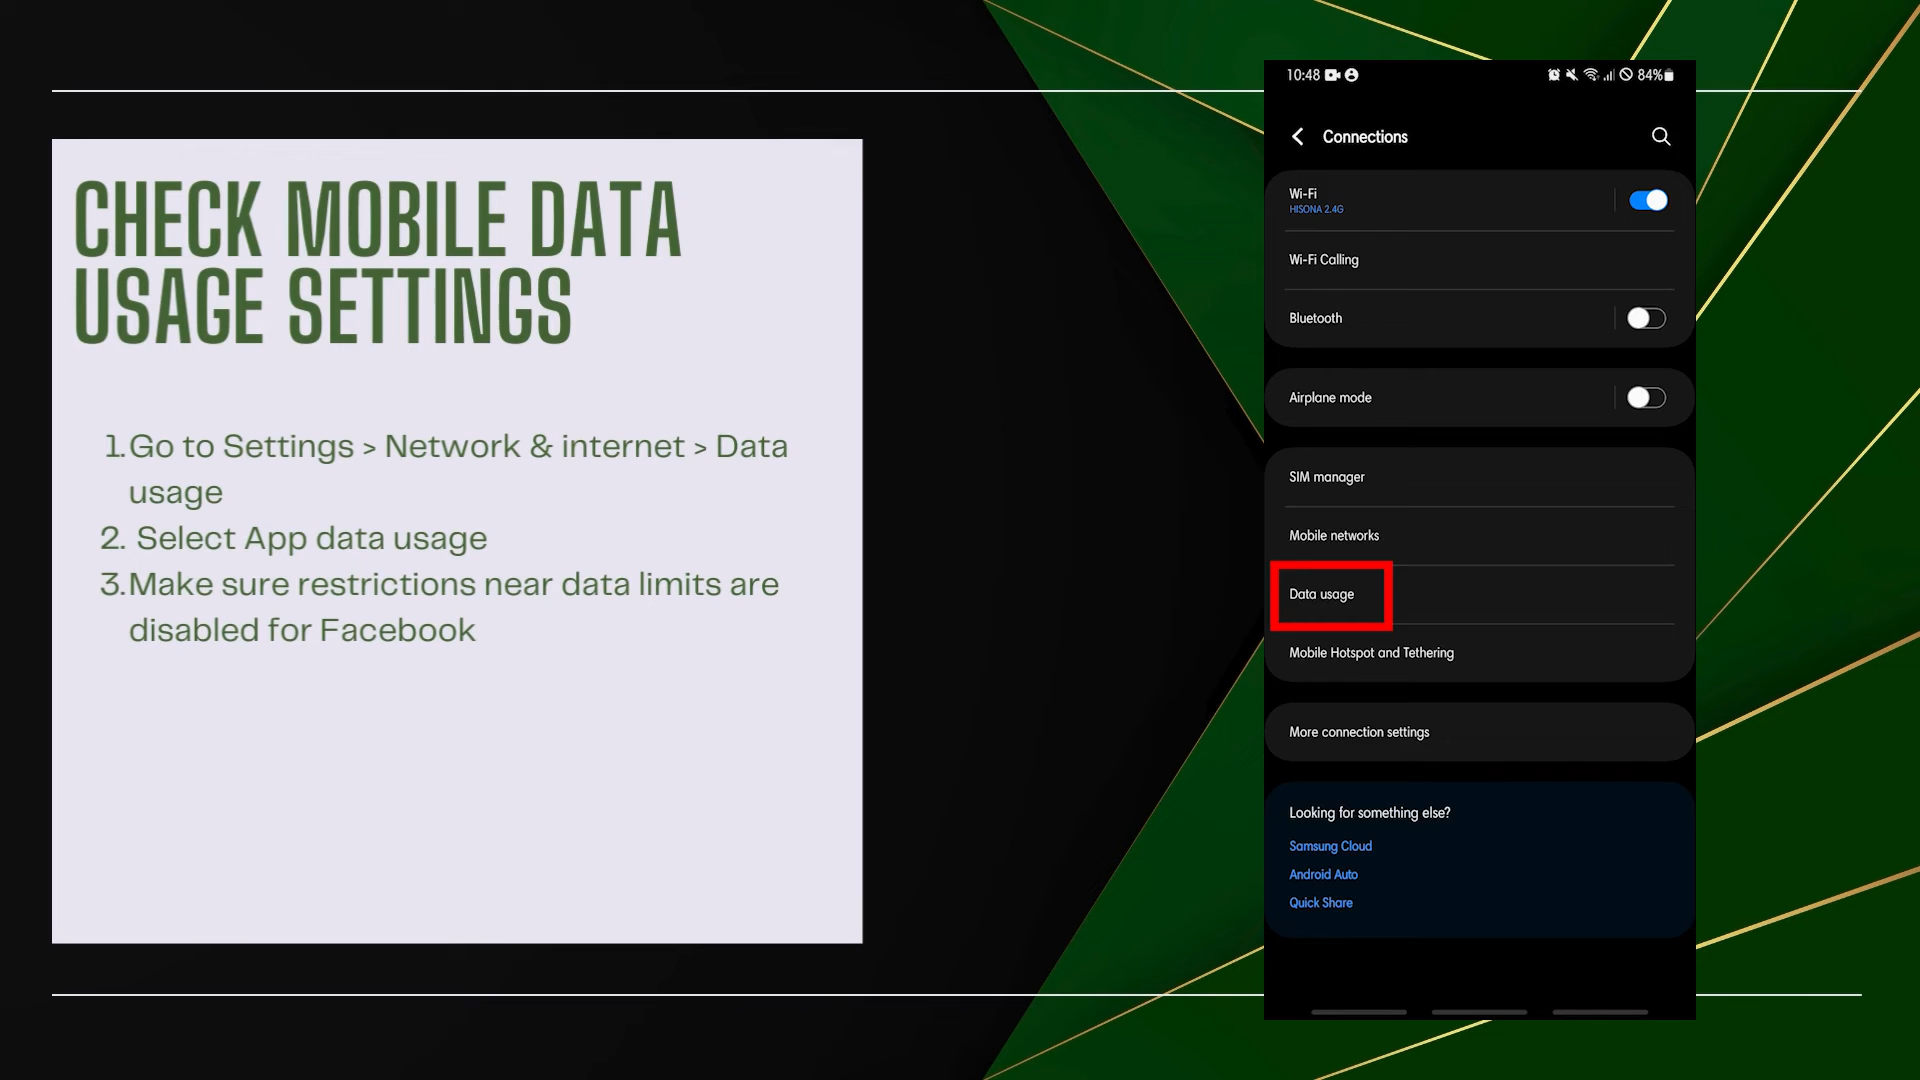 CHECK MOBILE DATA
USAGE SETTINGS
1. Go to Settings > Network & internet > Data
usage
2. Select App data usage
3. Make sure restrictions near data limits are
disabled for Facebook
10:48
84%
Connections
Wi-Fi
HISONA 2.4G
Wi-Fi Calling
Bluetooth
Airplane mode
SIM manager
Mobile networks
Data usage
Mobile Hotspot and Tethering
More connection settings
Looking for something else?
Samsung Cloud
Android Auto
Quick Share